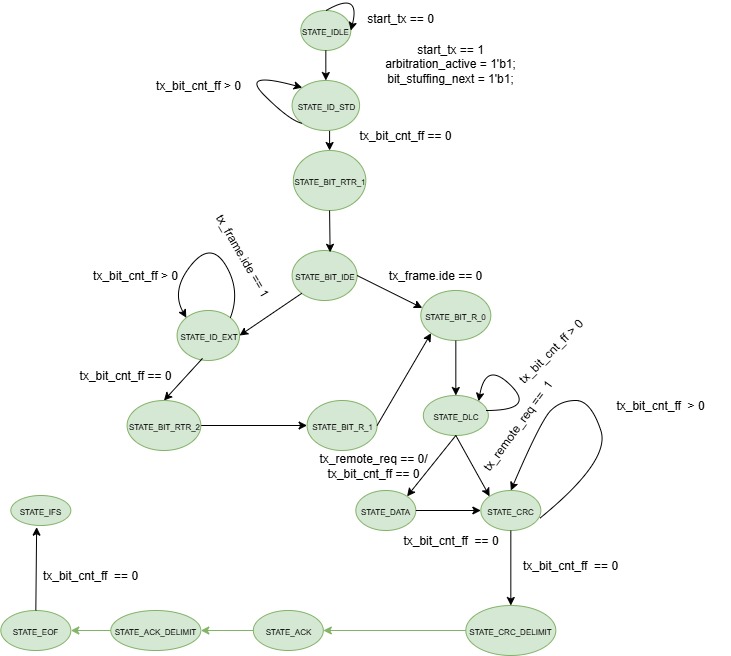 start_tx == 0
STATE_IDLE
start_tx == 1
arbitration_active = 1'b1;
bit_stuffing_next = 1'b1;
tx_bit_cnt_ff > 0
STATE_ID_STD
tx_bit_cnt_ff == 0
STATE_BIT_RTR_1
tx_frame.ide == 1
tx_bit_cnt_ff > 0
STATE_BIT_IDE
tx_frame.ide == 0
STATE_ID_EXT
STATE_BIT_R_0
tx_bit_cnt_ff == 0
tx_bit_cnt_ff > 0
STATE_BIT_RTR_2
STATE_BIT_R_1
STATE_DLC
tx_remote_req == 1
tx_bit_cnt_ff > 0
tx_remote_req == 0/
tx_bit_cnt_ff == 0
STATE_IFS
STATE_DATA
STATE_CRC
tx_bit_cnt_ff == 0
tx_bit_cnt_ff == 0
tx_bit_cnt_ff == 0
STATE_EOF
STATE_ACK_DELIMIT
STATE_ACK
STATE_CRC_DELIMIT